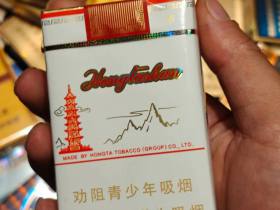 Hongtashan
MADE BY HONGTA TOBACCO (GROUP) CO., LTD.
劝阻青少年吸烟